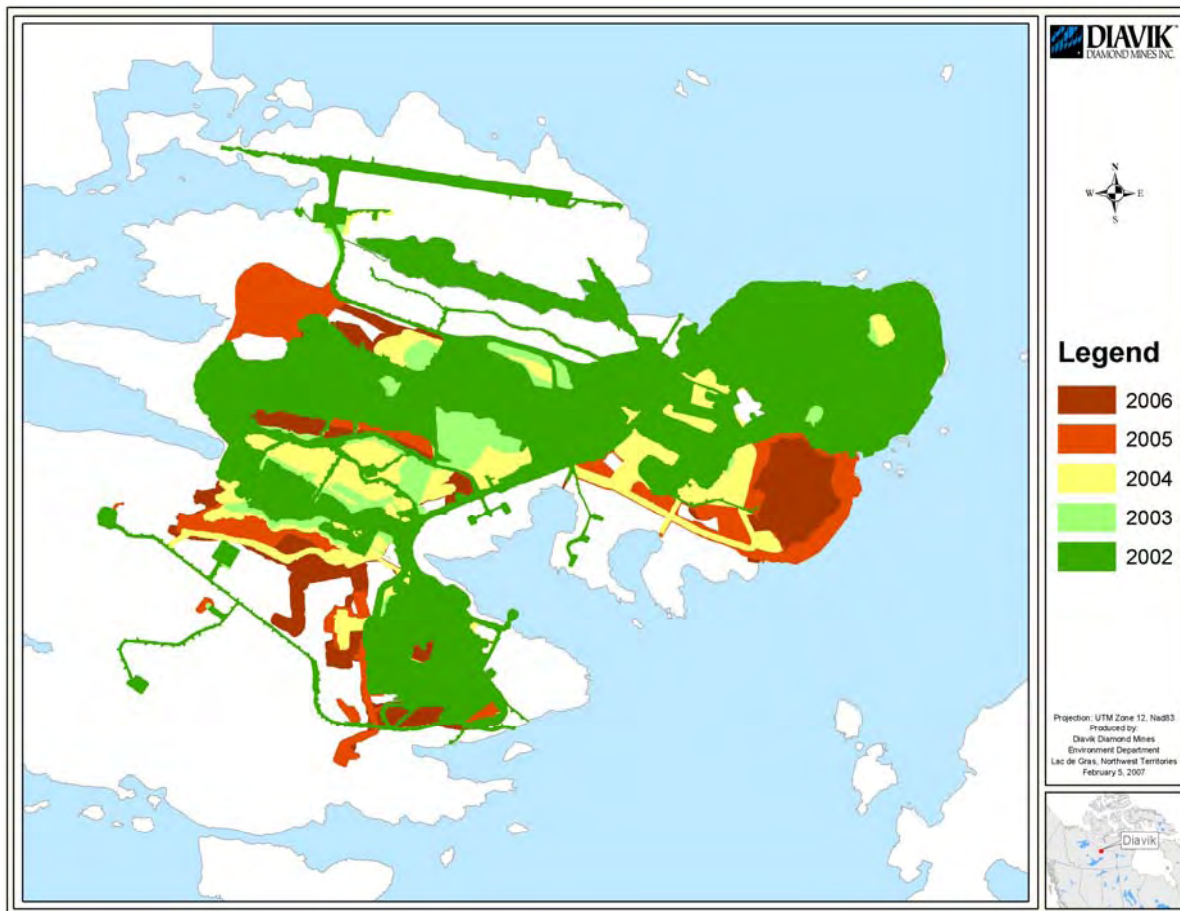 DIAVIK
DIAMOND MINES INC.
N
W E
S
Legend
2006
2005
2004
2003
2002
Projection: UTM Zone 12, Nad83
Produced by:
Diavik Diamond Mines
Environment Department
Lac de Gras, Northwest Territories
February 5, 2007
Diavik